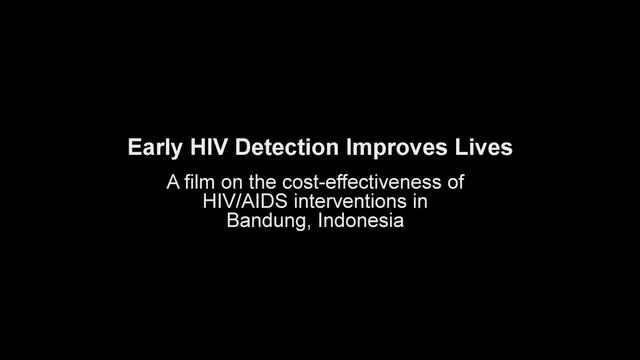 Early HIV Detection Improves Lives
A film on the cost-effectiveness of
HIV/AIDS interventions in
Bandung, Indonesia